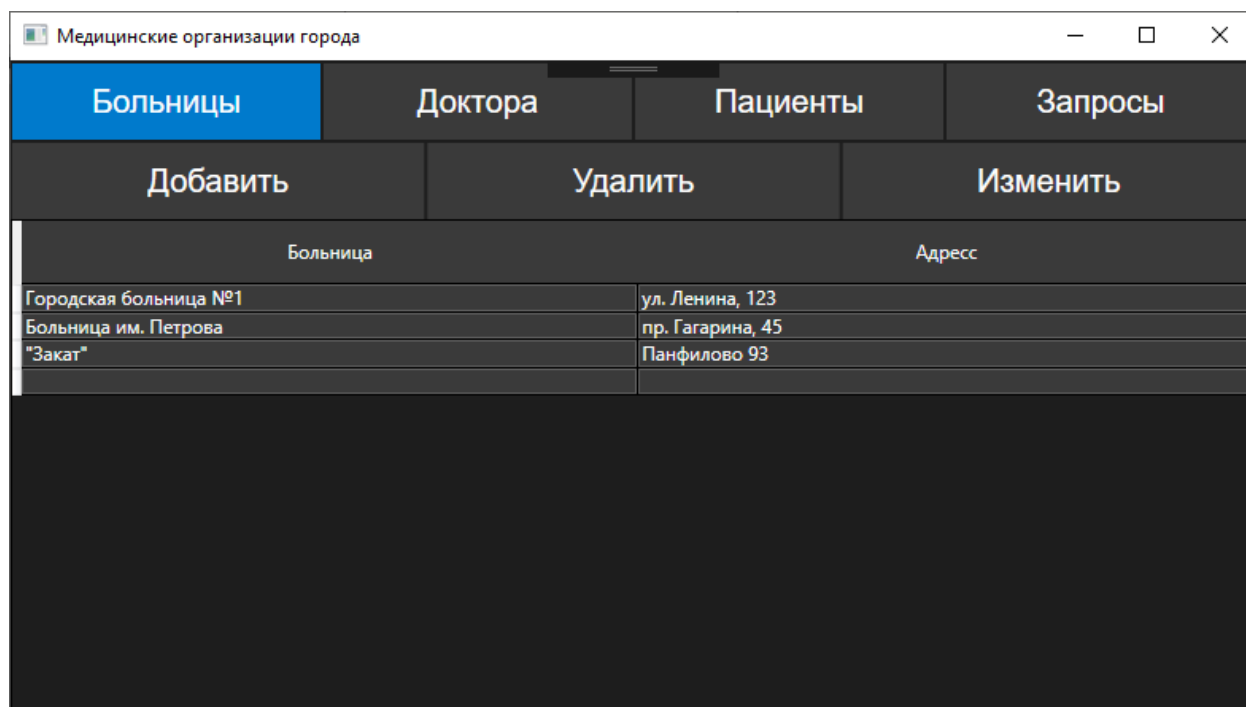 Медицинские организации города
Больницы Доктора Пациенты Запросы
Добавить Удалить Изменить
Больница Адресс
Городская больница №1 ул. Ленина, 123
Больница им. Петрова пр. Гагарина, 45
"Закат" Панфилово 93